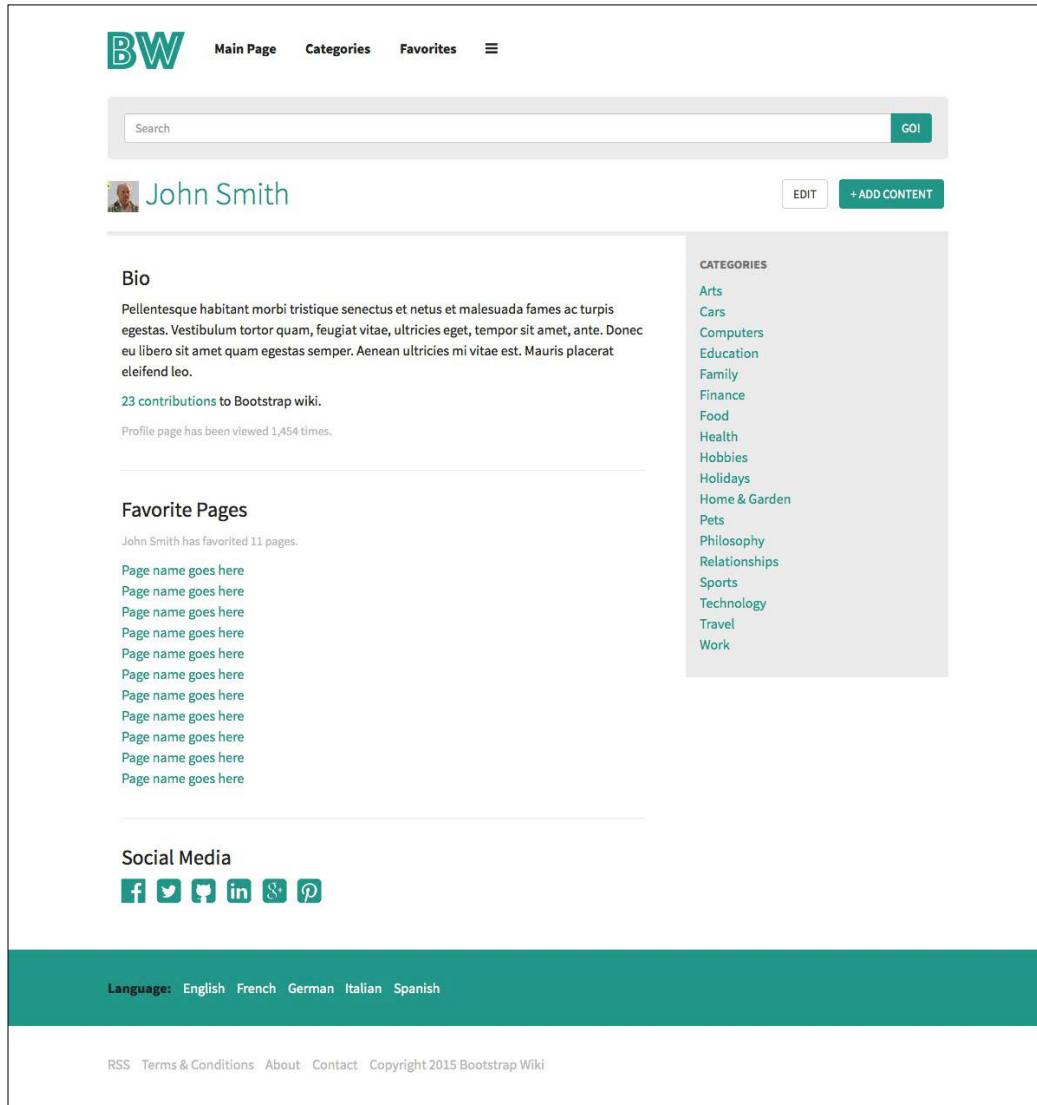 BW Main Page Categories Favorites
Search GO!
John Smith EDIT + ADD CONTENT
Bio
Pellentesque habitant morbi tristique senectus et netus et malesuada fames ac turpis
egestas. Vestibulum tortor quam, feugiat vitae, ultricies eget, tempor sit amet, ante. Donec
eu libero sit amet quam egestas semper. Aenean ultricies mi vitae est. Mauris placerat
eleifend leo.
23 contributions to Bootstrap wiki.
Profile page has been viewed 1,454 times.
Favorite Pages
John Smith has favorited 11 pages.
Page name goes here
Page name goes here
Page name goes here
Page name goes here
Page name goes here
Page name goes here
Page name goes here
Page name goes here
Page name goes here
Page name goes here
Page name goes here
Social Media
CATEGORIES
Arts
Cars
Computers
Education
Family
Finance
Food
Health
Hobbies
Holidays
Home & Garden
Pets
Philosophy
Relationships
Sports
Technology
Travel
Work
Language: English French German Italian Spanish
RSS Terms & Conditions About Contact Copyright 2015 Bootstrap Wiki